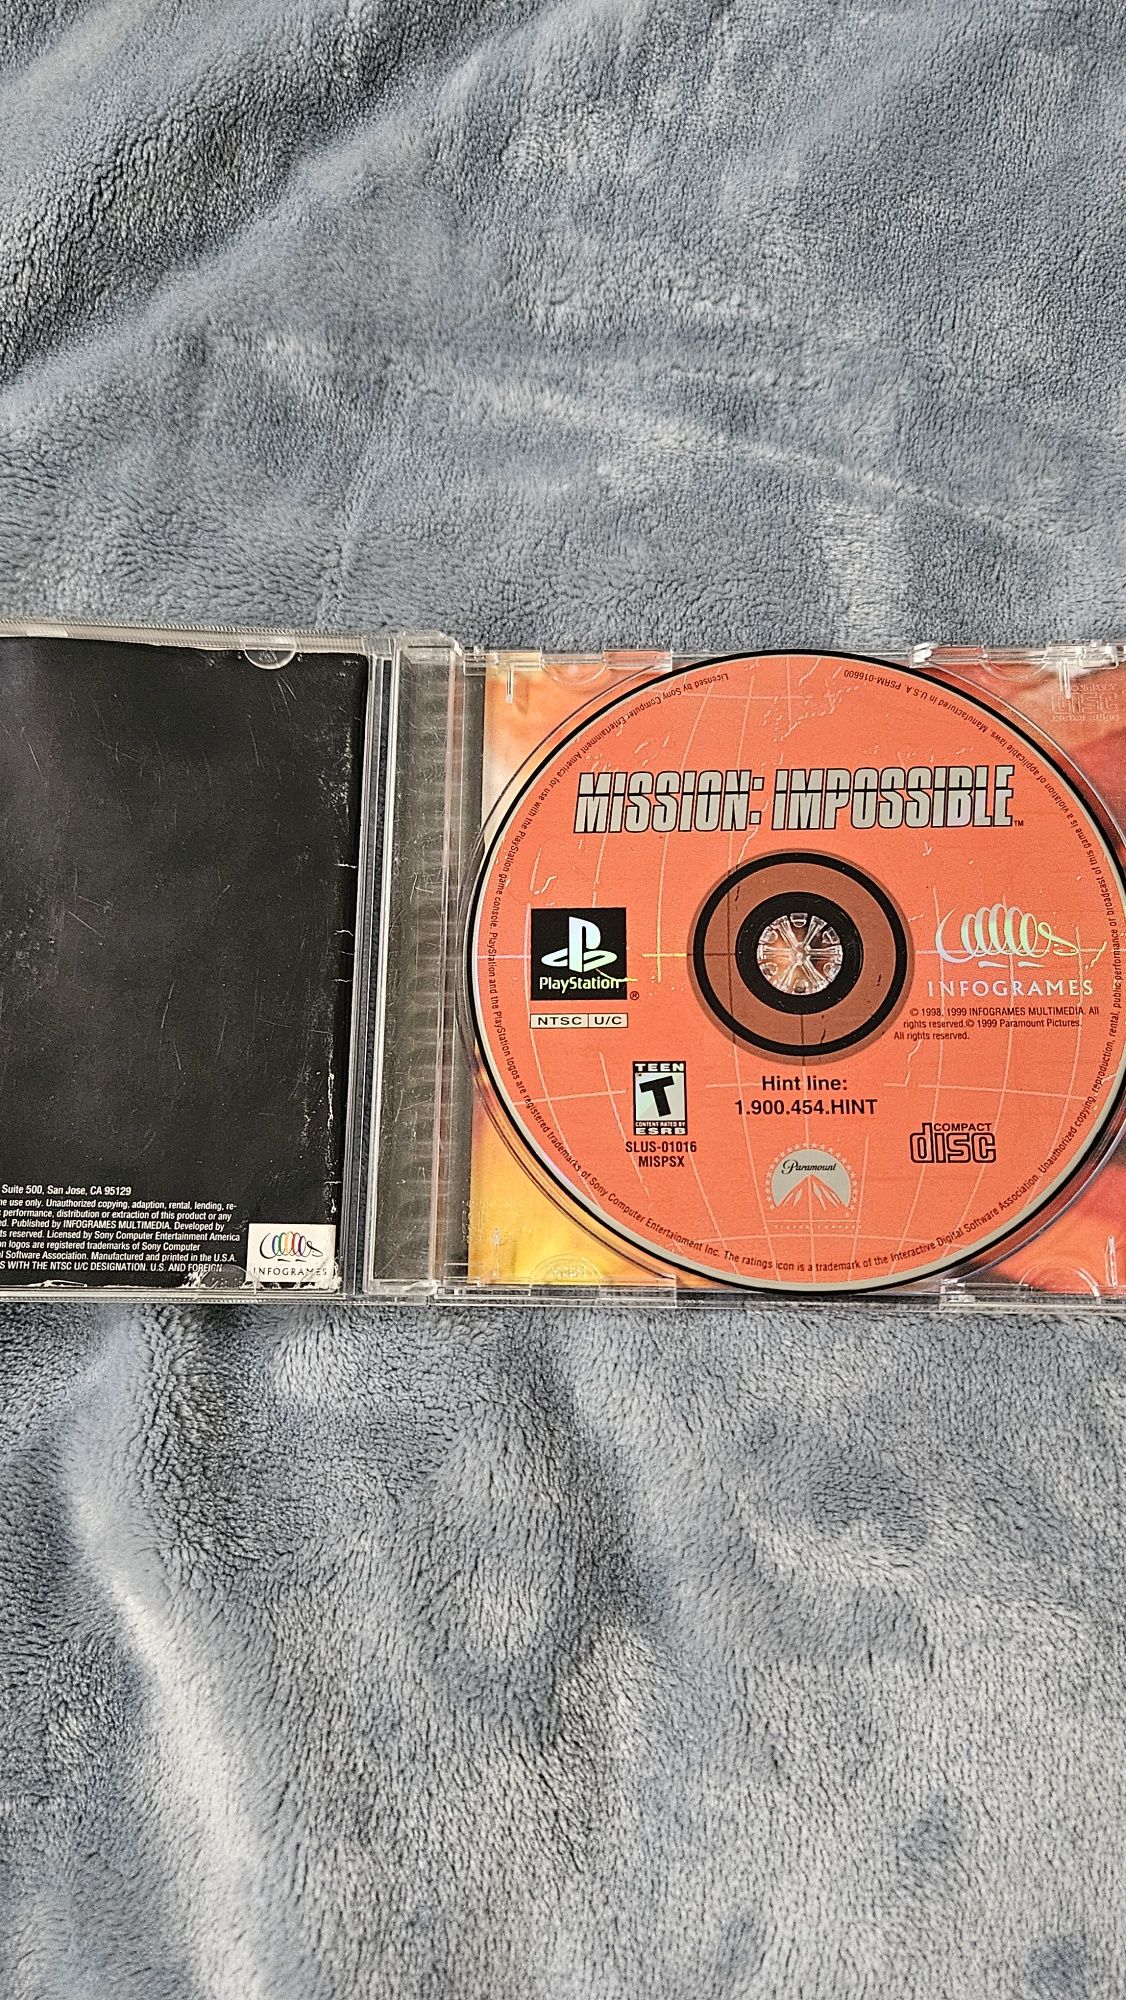 Suite 500, San Jose, CA 95129
ne use only. Unauthorized copying, adaption, rental, lending, re-
performance, distribution or extraction of this product or any
ed. Published by INFOGRAMES MULTIMEDIA. Developed by
ts reserved. Licensed by Sony Computer Entertainment America
on logos are registered trademarks of Sony Computer
al Software Association. Manufactured and printed in the U.S.A.
S WITH THE NTSC U/C DESIGNATION. U.S. AND FOREIGN
INFOGRAMES
MISSION: IMPOSSIBLE™
PlayStation®
NTSC U/C
INFOGRAMES
© 1998, 1999 INFOGRAMES MULTIMEDIA. All
rights reserved.© 1999 Paramount Pictures.
All rights reserved.
TEEN
T
CONTENT RATED BY
ESRB
SLUS-01016
MISPSX
Hint line:
1.900.454.HINT
Paramount
COMPACT
disc
Licensed by Sony Computer Entertainment America for use with the PlayStation game console. PlayStation and the PlayStation logos are registered trademarks of Sony Computer Entertainment Inc. The ratings icon is a trademark of the Interactive Digital Software Association. Unauthorized copying, reproduction, rental, public performance or broadcast of this game is a violation of applicable laws. Manufactured in U.S.A. PSRM-016600
COMPACT
disc